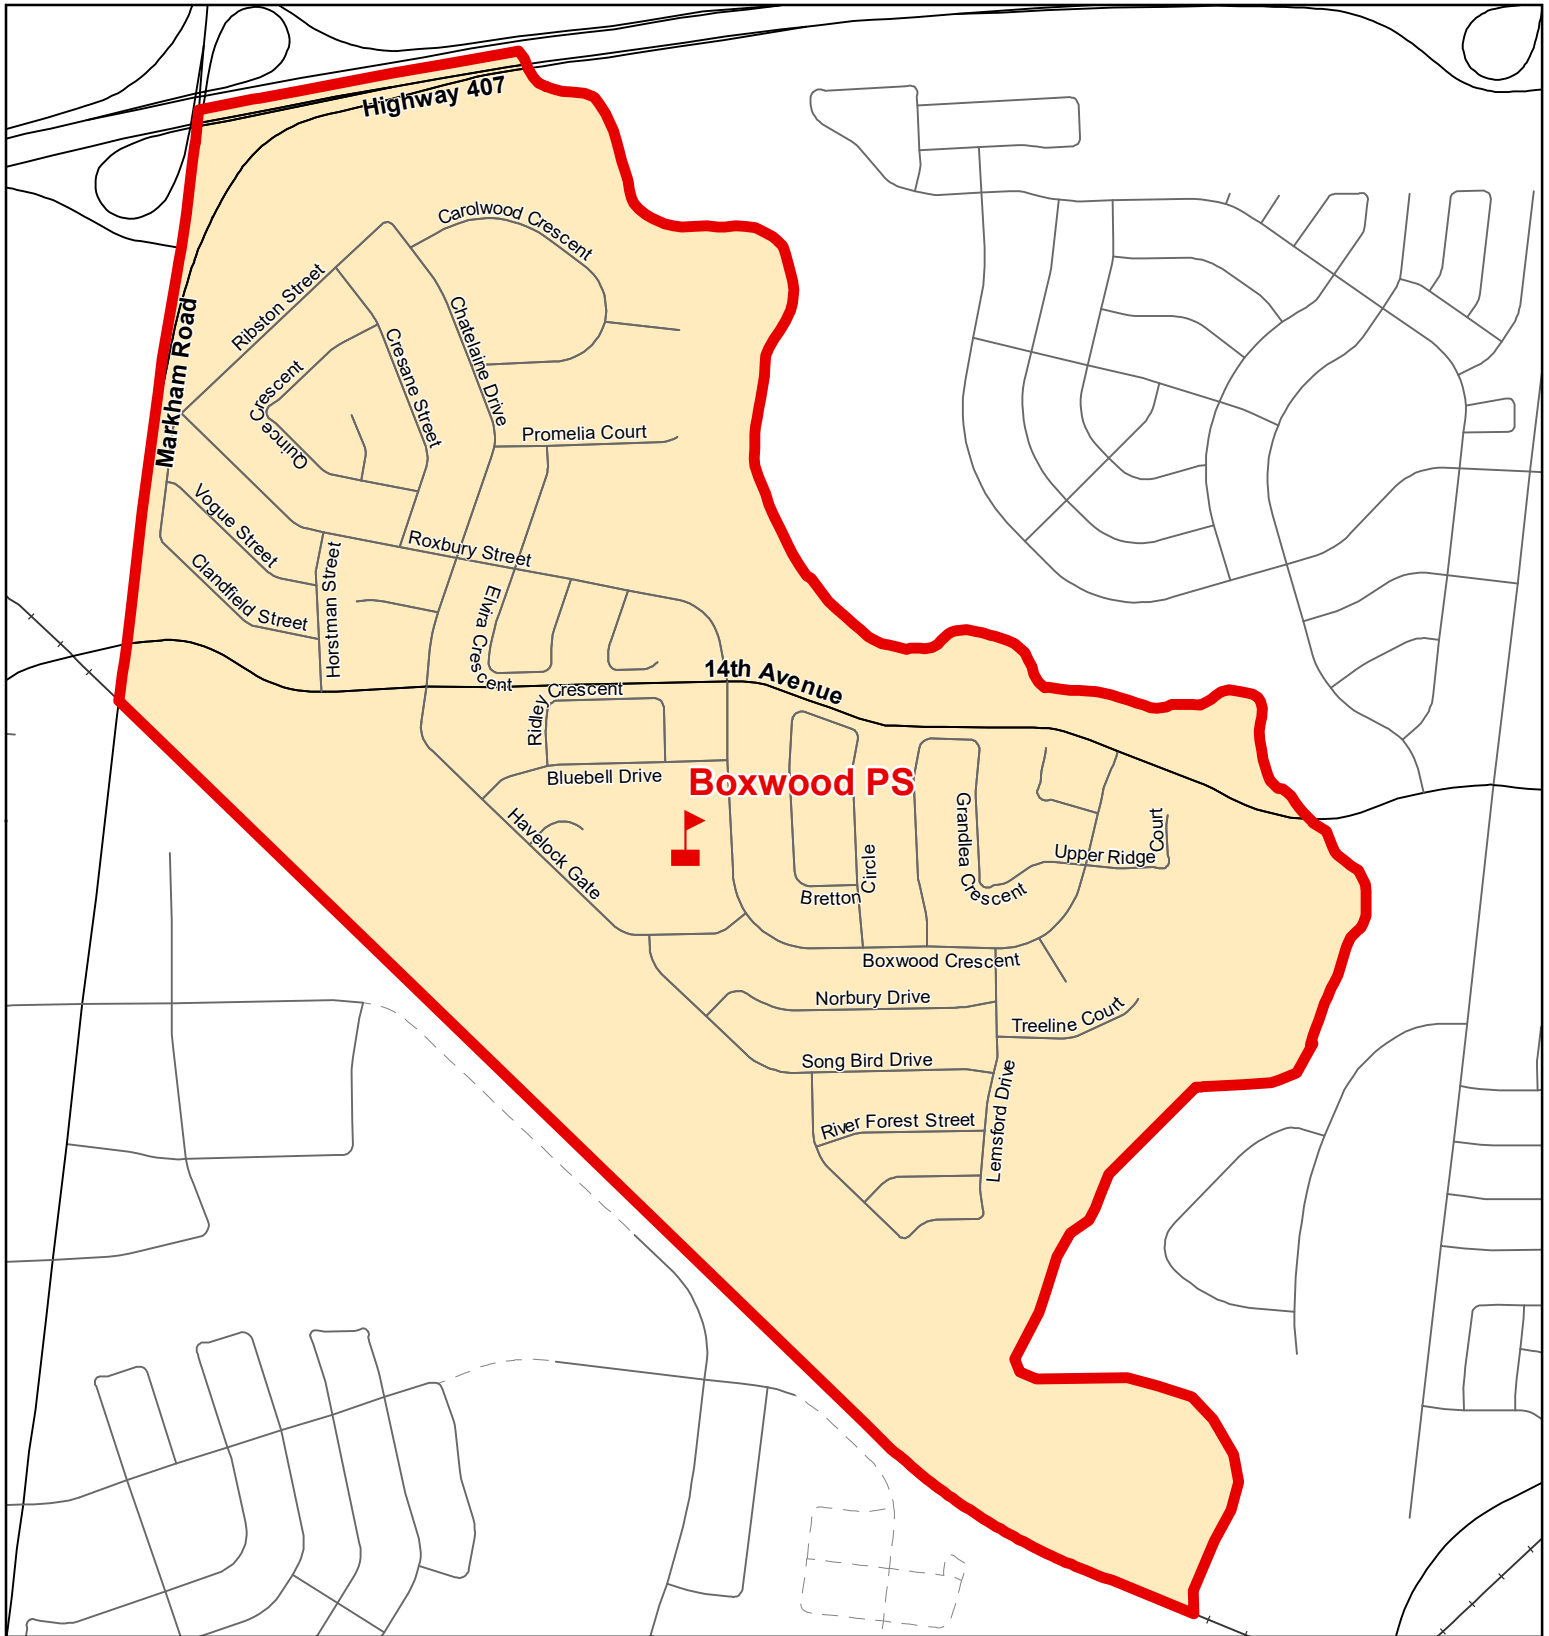 Highway 407
Carolwood Crescent
Ribston Street
Markham Road
Chatelaine Drive
Cresane Street
Quince Crescent
Promelia Court
Vogue Street
Roxbury Street
Clandfield Street
Horstman Street
Elvira Crescent
14th Avenue
Ridley Crescent
Bluebell Drive
Boxwood PS
Havelock Gate
Grandlea Crescent
Upper Ridge Court
Bretton Circle
Boxwood Crescent
Norbury Drive
Treeline Court
Song Bird Drive
Lemsford Drive
River Forest Street